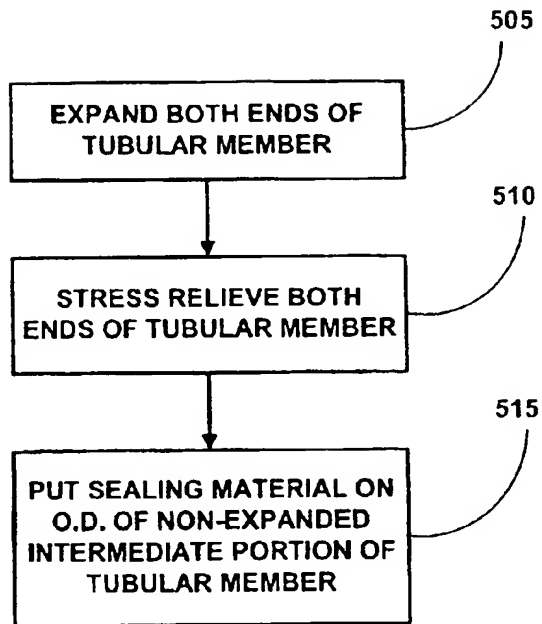 505
EXPAND BOTH ENDS OF
TUBULAR MEMBER
510
STRESS RELIEVE BOTH
ENDS OF TUBULAR MEMBER
515
PUT SEALING MATERIAL ON
O.D. OF NON-EXPANDED
INTERMEDIATE PORTION OF
TUBULAR MEMBER